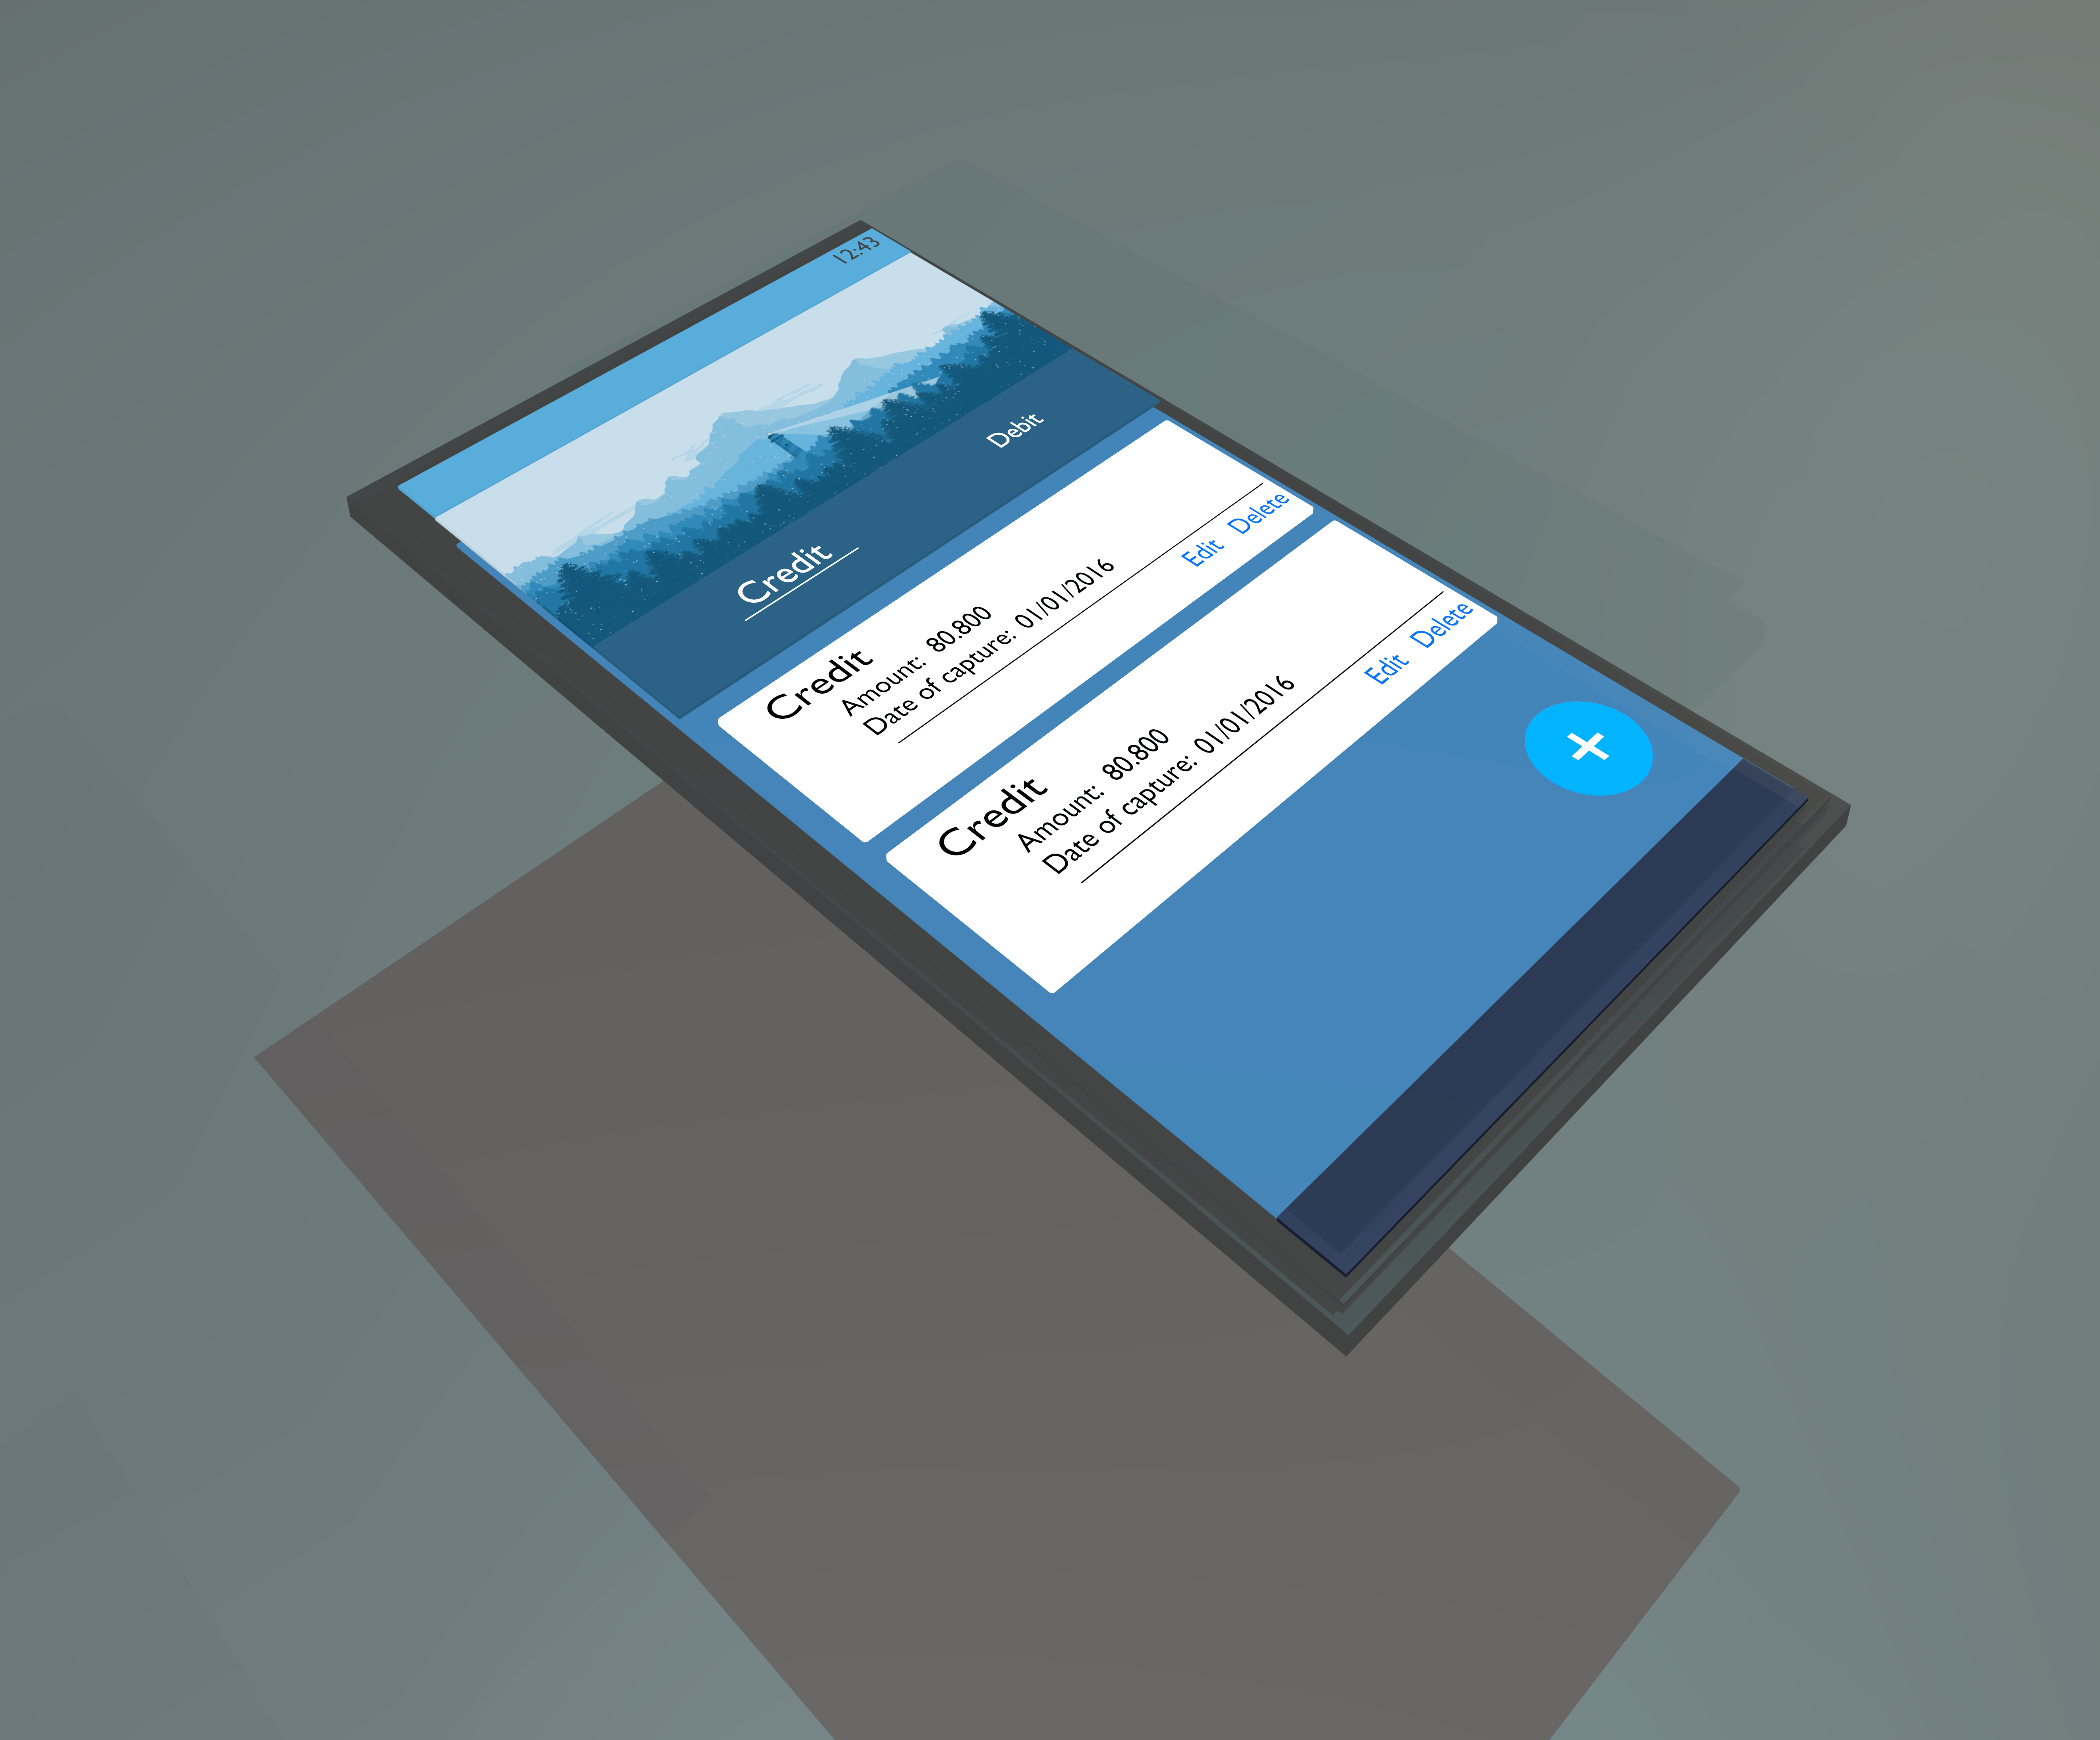 12:43
Credit Debit
Credit
Amount: 80.800
Date of capture: 01/01/2016
Edit Delete
Credit
Amount: 80.800
Date of capture: 01/01/2016
Edit Delete
+